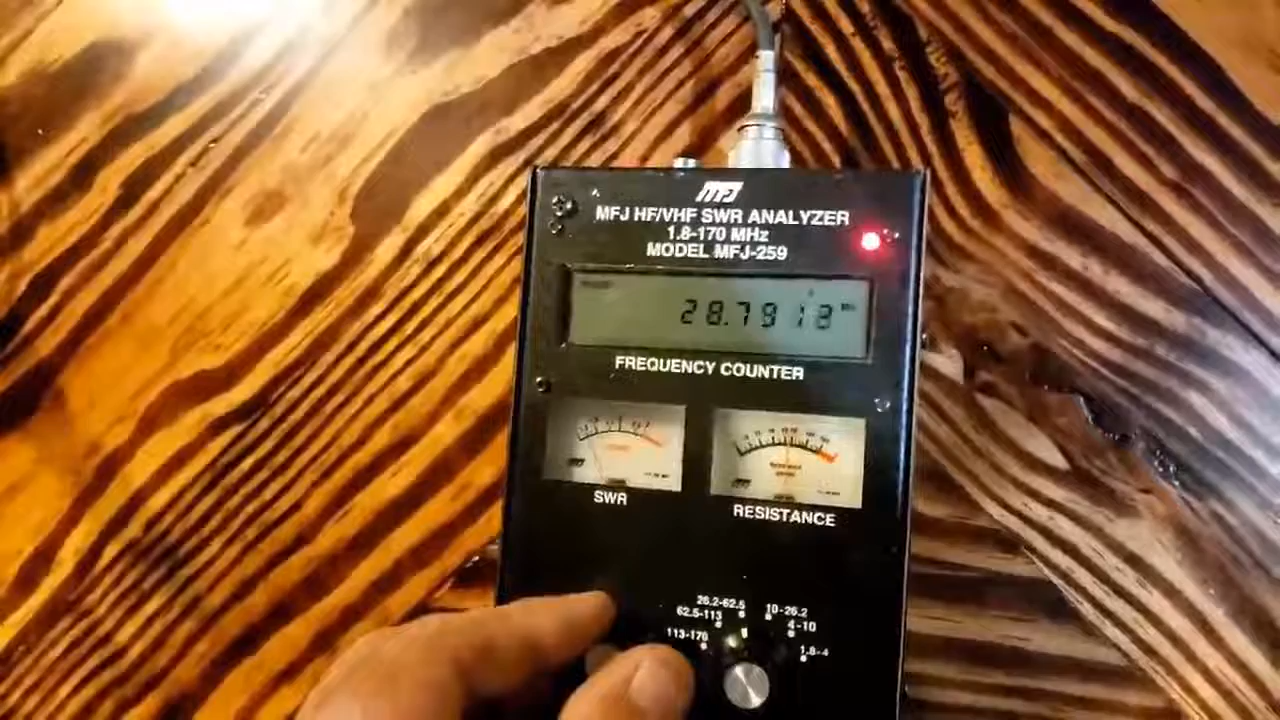 MFJ
MFJ HF/VHF SWR ANALYZER
1.8-170 MHz
MODEL MFJ-259
28.7913
FREQUENCY COUNTER
SWR
RESISTANCE
26.2-62.5
10-26.2
62.5-113
4-10
113-170
1.8-4